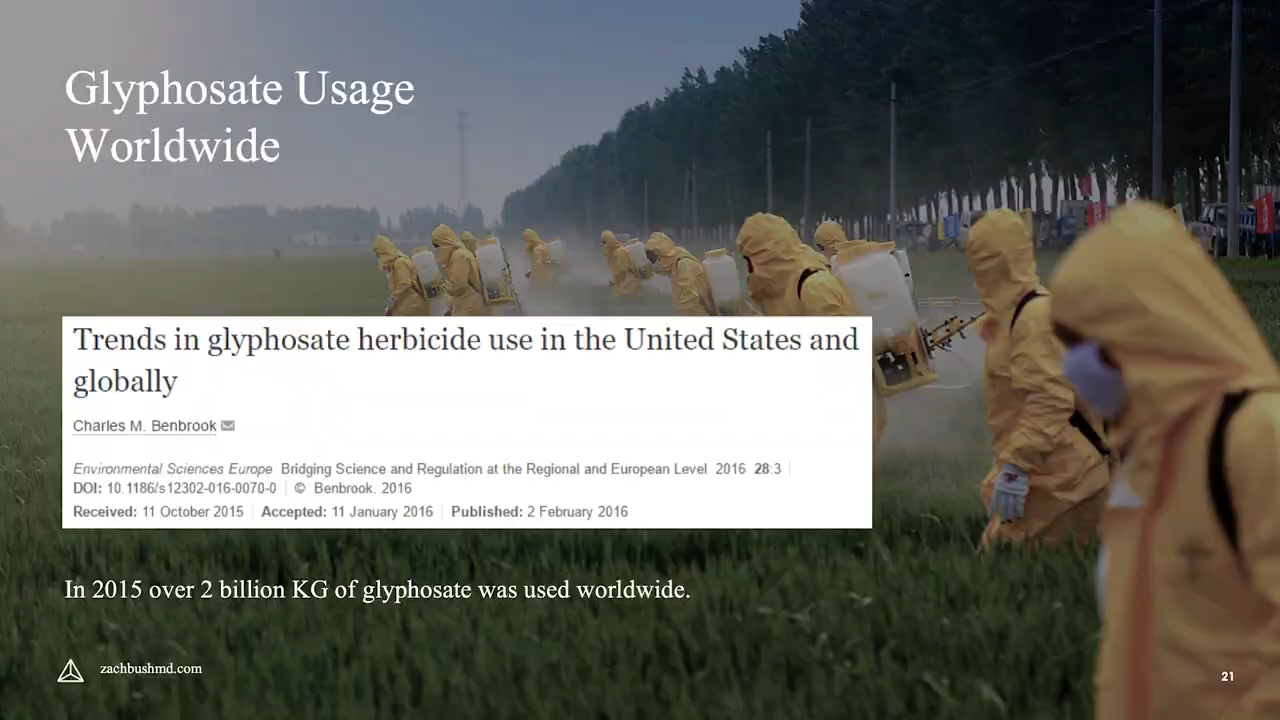 Glyphosate Usage
Worldwide
Trends in glyphosate herbicide use in the United States and
globally
Charles M. Benbrook
Environmental Sciences Europe Bridging Science and Regulation at the Regional and European Level 2016 28:3
DOI: 10.1186/s12302-016-0070-0 © Benbrook. 2016
Received: 11 October 2015 Accepted: 11 January 2016 Published: 2 February 2016
In 2015 over 2 billion KG of glyphosate was used worldwide.
zachbushmd.com
21